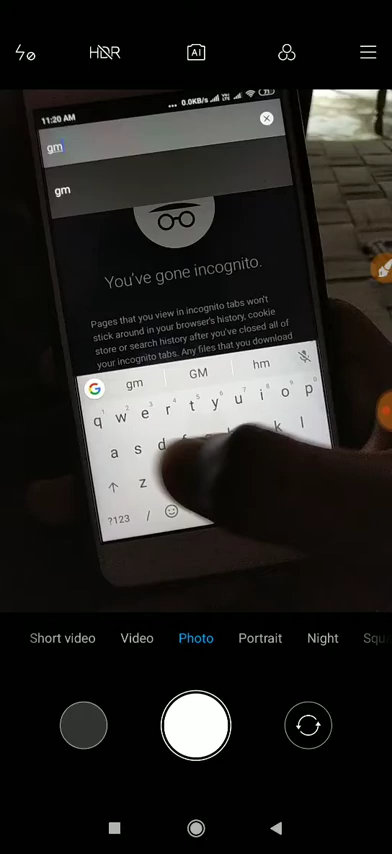 HDR
AI
11:20 AM
... 0.0KB/s
gm
gm
You've gone incognito.
Pages that you view in incognito tabs won't
stick around in your browser's history, cookie
store or search history after you've closed all of
your incognito tabs. Any files that you download
gm GM hm
q w e r t y u i o p
a s d k l
z
?123 /
Short video Video Photo Portrait Night Squ